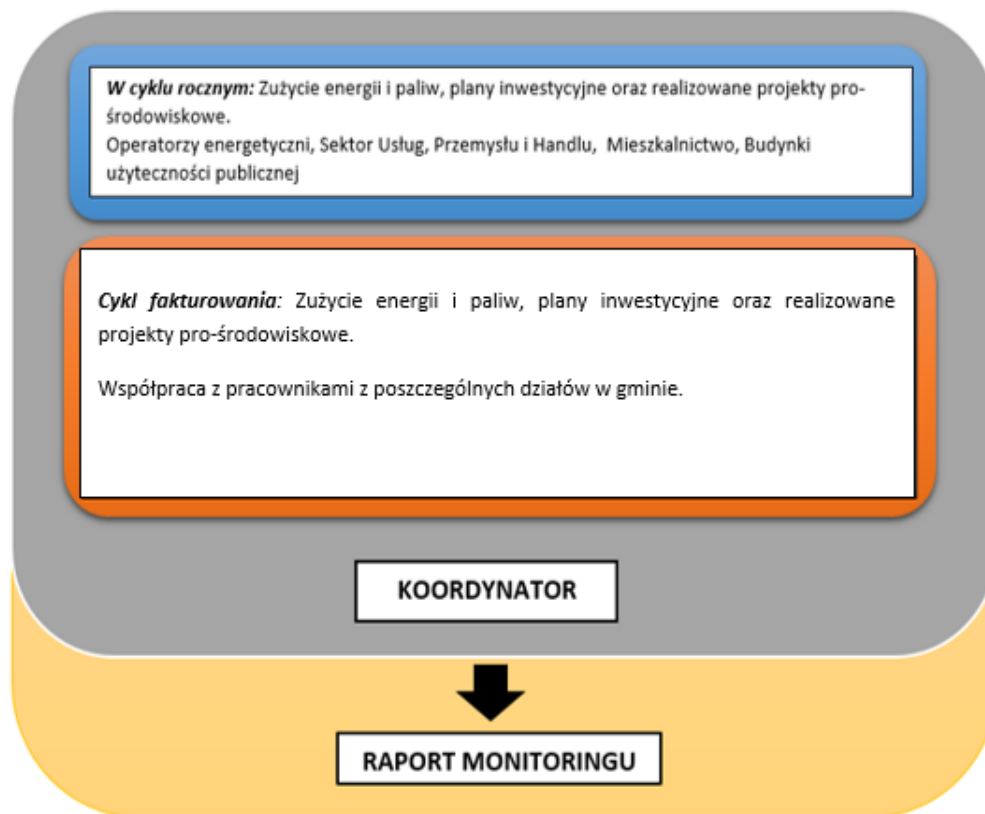 W cyklu rocznym: Zużycie energii i paliw, plany inwestycyjne oraz realizowane projekty pro-
środowiskowe.
Operatorzy energetyczni, Sektor Usług, Przemysłu i Handlu, Mieszkalnictwo, Budynki
użyteczności publicznej
Cykl fakturowania: Zużycie energii i paliw, plany inwestycyjne oraz realizowane
projekty pro-środowiskowe.
Współpraca z pracownikami z poszczególnych działów w gminie.
KOORDYNATOR
RAPORT MONITORINGU